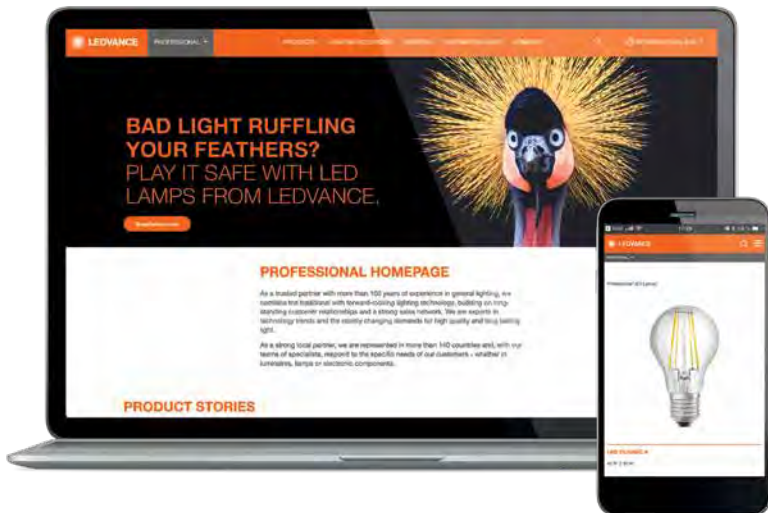 LEDVANCE PROFESSIONAL PRODUCTS
BAD LIGHT RUFFLING
YOUR FEATHERS?
PLAY IT SAFE WITH LED
LAMPS FROM LEDVANCE.
PROFESSIONAL HOMEPAGE
As a trusted partner with more than 100 years of experience in general lighting, we
combine the traditional with forward-looking lighting technology, building on long-
standing customer relationships and a strong sales network. We are experts in
technology trends and the rapidly changing demands for high quality and long lasting
light.
As a strong local partner, we are represented in more than 140 countries and, with our
teams of specialists, respond to the specific needs of our customers – whether in
luminaires, lamps or electronic components.
PRODUCT STORIES
LEDVANCE
PROFESSIONAL
Professional LED Lamps